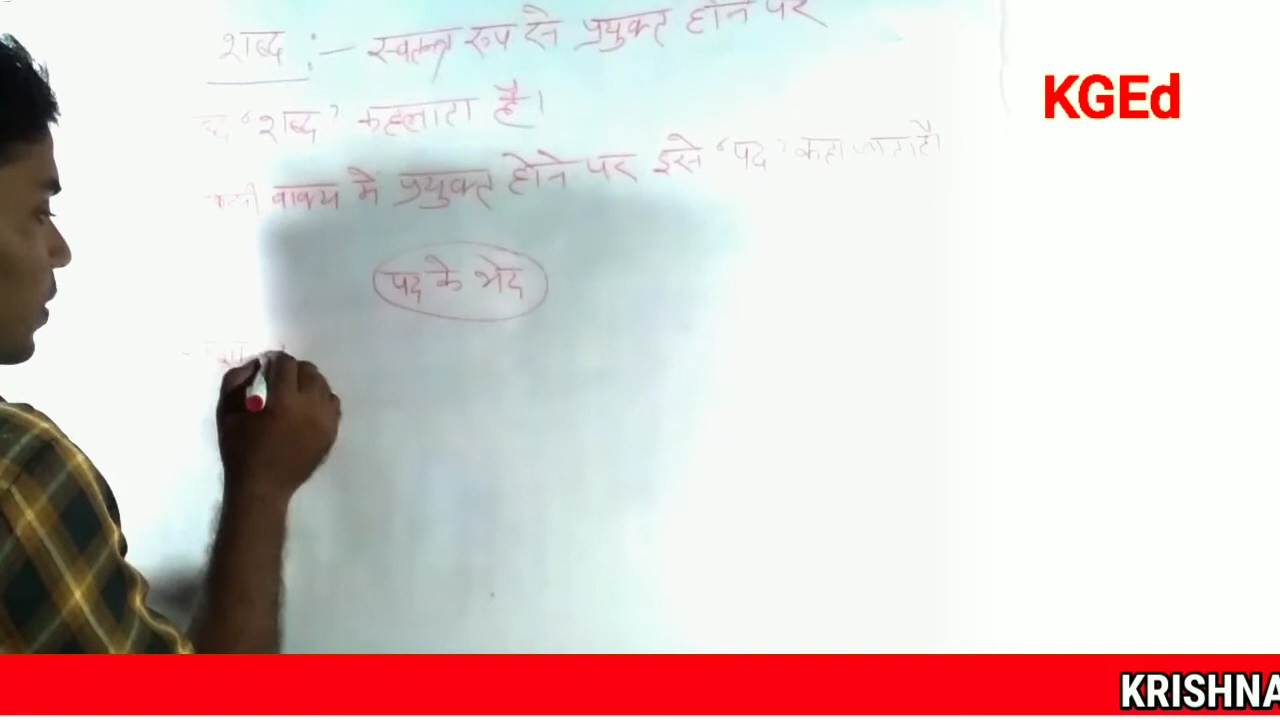 शब्द :- स्वतन्त्र रूप से प्रयुक्त होने पर
KGEd
"शब्द" कहलाता है।
वाक्य में प्रयुक्त होने पर इसे "पद" कहा जाता है।
पद के भेद
KRISHNA